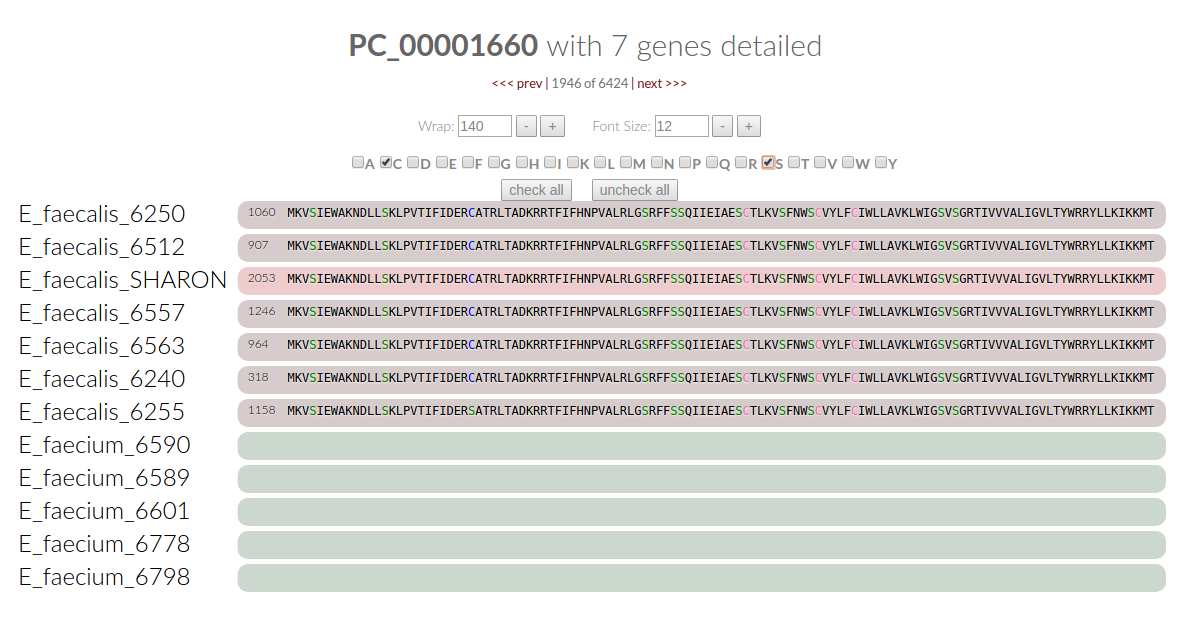 PC_00001660 with 7 genes detailed
<<< prev | 1946 of 6424 | next >>>
Wrap: 140 - + Font Size: 12 - +
A C D E F G H I K L M N P Q R S T V W Y
check all uncheck all
E_faecalis_6250 1060 MKVSIEWAKNDLLSKLPVTIFIDERCATRLTADKRRTFIFHNPVALRLGSRFFSSQIIEIAESCTLKVSFNWSCVYLFCIWLLAVKLWIGSVSGRTIVVVALIGVLTYWRRYLLKIKKMT
E_faecalis_6512 907 MKVSIEWAKNDLLSKLPVTIFIDERCATRLTADKRRTFIFHNPVALRLGSRFFSSQIIEIAESCTLKVSFNWSCVYLFCIWLLAVKLWIGSVSGRTIVVVALIGVLTYWRRYLLKIKKMT
E_faecalis_SHARON 2053 MKVSIEWAKNDLLSKLPVTIFIDERCATRLTADKRRTFIFHNPVALRLGSRFFSSQIIEIAESCTLKVSFNWSCVYLFCIWLLAVKLWIGSVSGRTIVVVALIGVLTYWRRYLLKIKKMT
E_faecalis_6557 1246 MKVSIEWAKNDLLSKLPVTIFIDERCATRLTADKRRTFIFHNPVALRLGSRFFSSQIIEIAESCTLKVSFNWSCVYLFCIWLLAVKLWIGSVSGRTIVVVALIGVLTYWRRYLLKIKKMT
E_faecalis_6563 964 MKVSIEWAKNDLLSKLPVTIFIDERCATRLTADKRRTFIFHNPVALRLGSRFFSSQIIEIAESCTLKVSFNWSCVYLFCIWLLAVKLWIGSVSGRTIVVVALIGVLTYWRRYLLKIKKMT
E_faecalis_6240 318 MKVSIEWAKNDLLSKLPVTIFIDERCATRLTADKRRTFIFHNPVALRLGSRFFSSQIIEIAESCTLKVSFNWSCVYLFCIWLLAVKLWIGSVSGRTIVVVALIGVLTYWRRYLLKIKKMT
E_faecalis_6255 1158 MKVSIEWAKNDLLSKLPVTIFIDERSATRLTADKRRTFIFHNPVALRLGSRFFSSQIIEIAESCTLKVSFNWSCVYLFCIWLLAVKLWIGSVSGRTIVVVALIGVLTYWRRYLLKIKKMT
E_faecium_6590
E_faecium_6589
E_faecium_6601
E_faecium_6778
E_faecium_6798